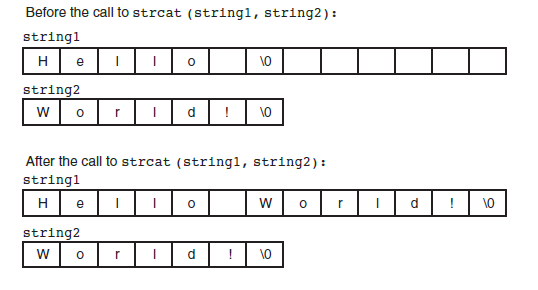 Before the call to strcat (string1, string2):
string1
H e l l o \0
string2
W o r l d ! \0
After the call to strcat (string1, string2):
string1
H e l l o W o r l d ! \0
string2
W o r l d ! \0